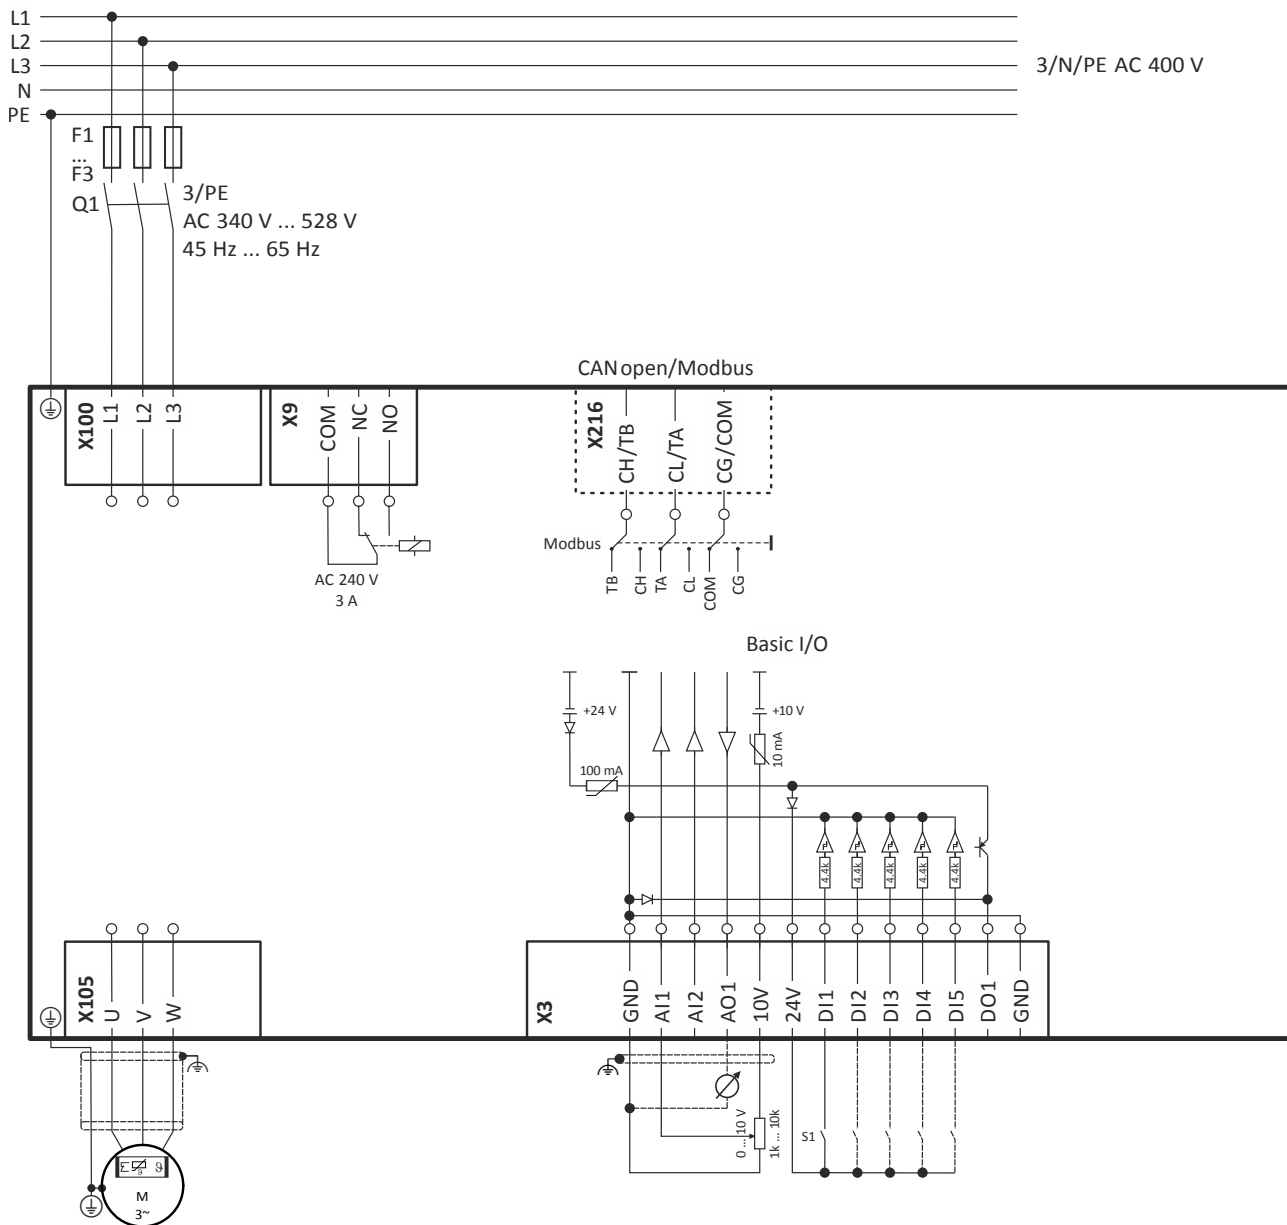 L1
L2
L3
N
PE
3/N/PE AC 400 V
F1
...
F3
Q1
3/PE
AC 340 V ... 528 V
45 Hz ... 65 Hz
CANopen/Modbus
X100
L1
L2
L3
X9
COM
NC
NO
X216
CH/TB
CL/TA
CG/COM
Modbus
TB
CH
TA
CL
COM
CG
AC 240 V
3 A
Basic I/O
+24 V
+10 V
10 mA
100 mA
4.4k
4.4k
4.4k
4.4k
4.4k
X105
U
V
W
X3
GND
AI1
AI2
AO1
10V
24V
DI1
DI2
DI3
DI4
DI5
DO1
GND
0 ... 10 V
1k ... 10k
S1
ϑ
ϑ
M
3~